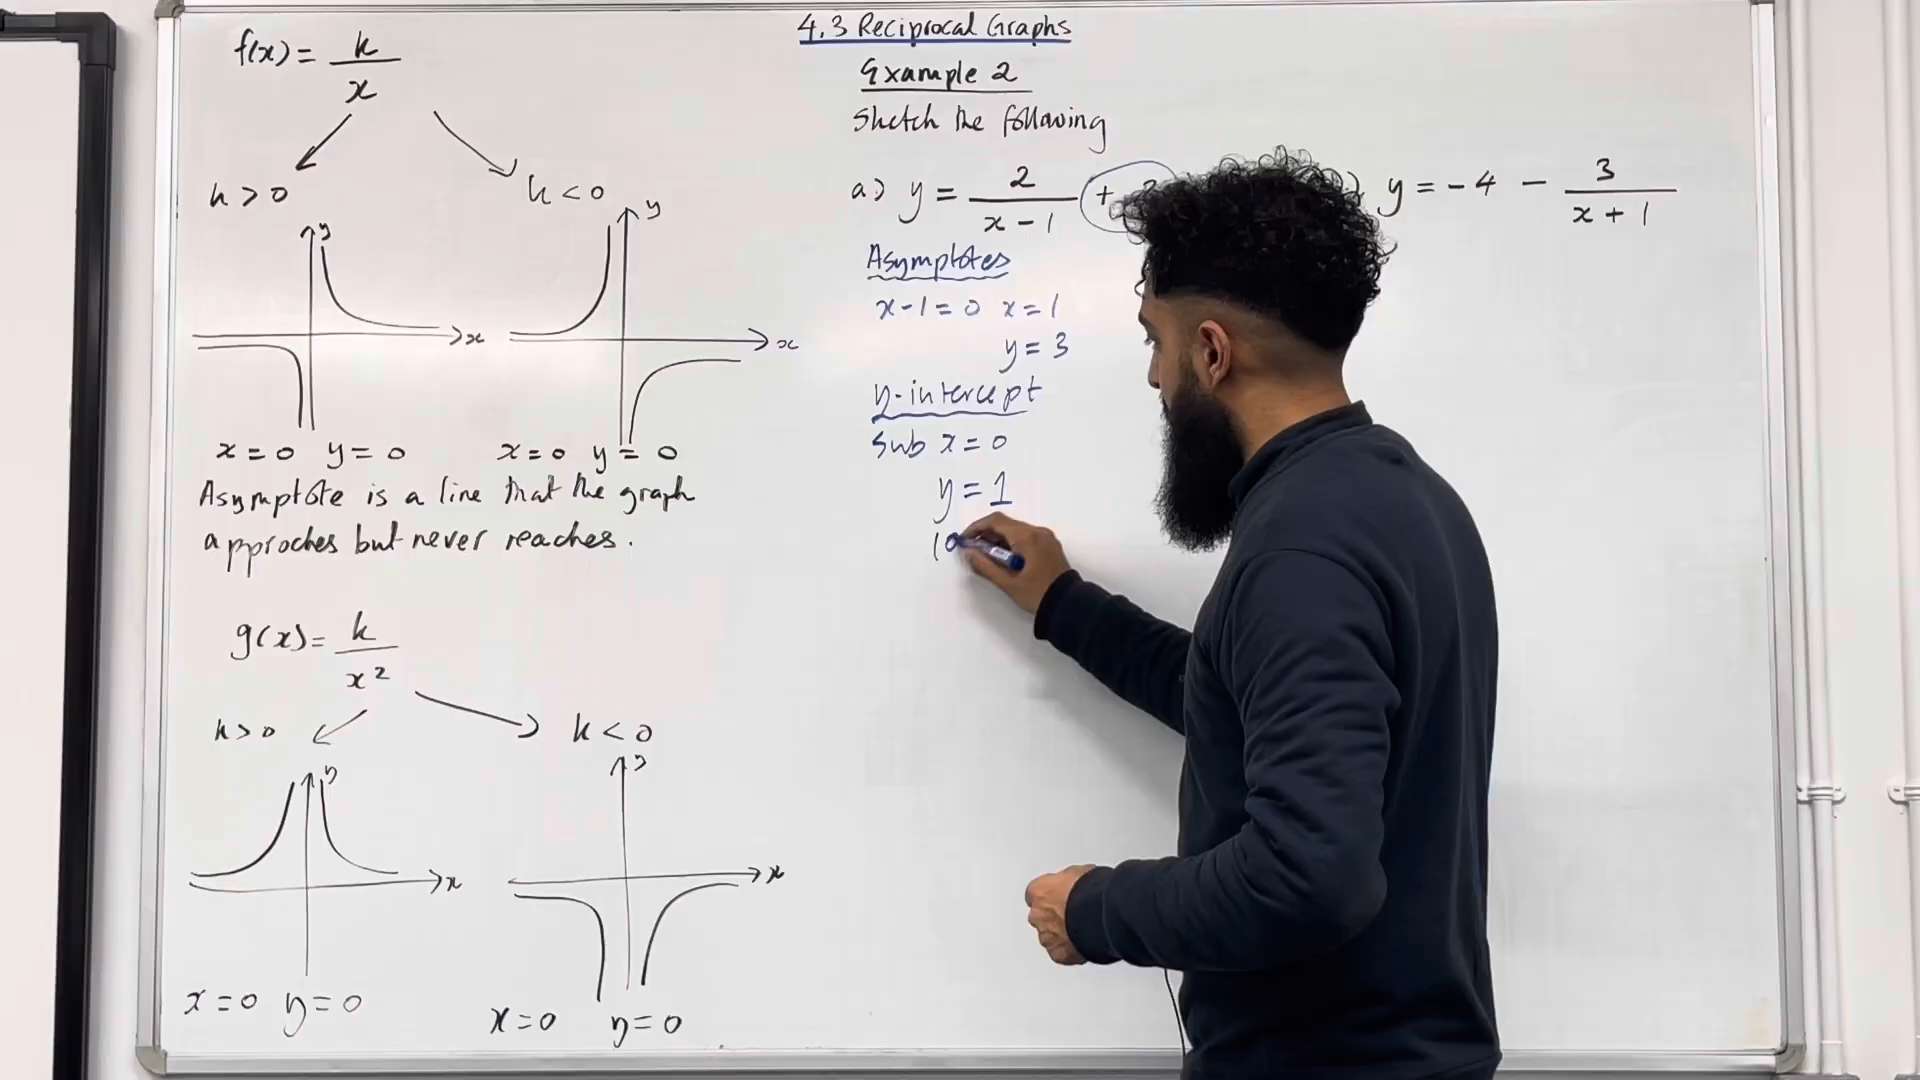 f(x) = k/x
k > 0
k < 0
y
x
y
x
x = 0 y = 0
x = 0 y = 0
Asymptote is a line that the graph
approches but never reaches.
g(x) = k/x²
k > 0
k < 0
y
x
y
x
x = 0 y = 0
x = 0 y = 0
4.3 Reciprocal Graphs
Example 2
Sketch the following
a) y = 2/(x - 1) +
) y = -4 - 3/(x + 1)
Asymptotes
x - 1 = 0 x = 1
y = 3
y-intercept
Sub x = 0
y = 1
(0